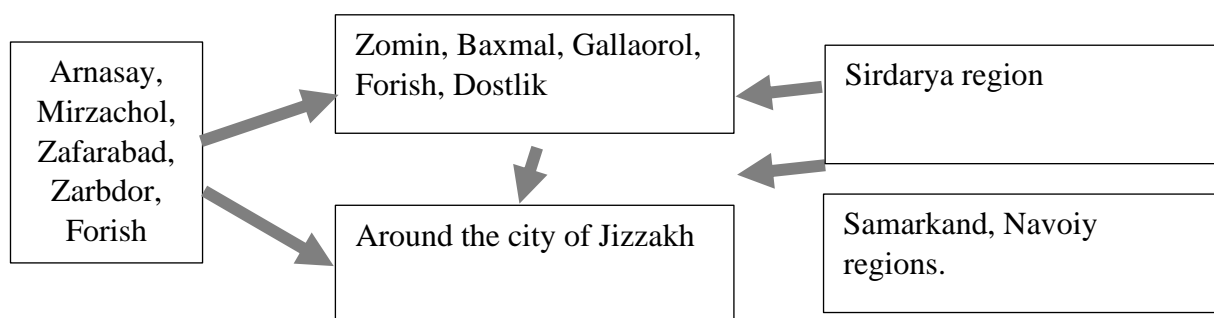 Arnasay,
Mirzachol,
Zafarabad,
Zarbdor,
Forish
Zomin, Baxmal, Gallaorol,
Forish, Dostlik
Around the city of Jizzakh
Sirdarya region
Samarkand, Navoiy
regions.